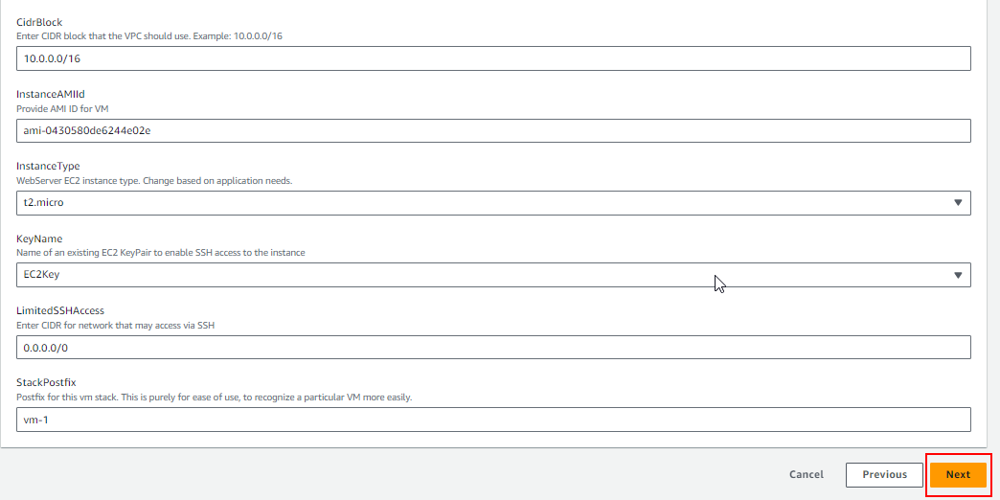 CidrBlock
Enter CIDR block that the VPC should use. Example: 10.0.0.0/16
10.0.0.0/16
InstanceAMIId
Provide AMI ID for VM
ami-0430580de6244e02e
InstanceType
WebServer EC2 instance type. Change based on application needs.
t2.micro
KeyName
Name of an existing EC2 KeyPair to enable SSH access to the instance
EC2Key
LimitedSSHAccess
Enter CIDR for network that may access via SSH
0.0.0.0/0
StackPostfix
Postfix for this vm stack. This is purely for ease of use, to recognize a particular VM more easily.
vm-1
Cancel Previous Next